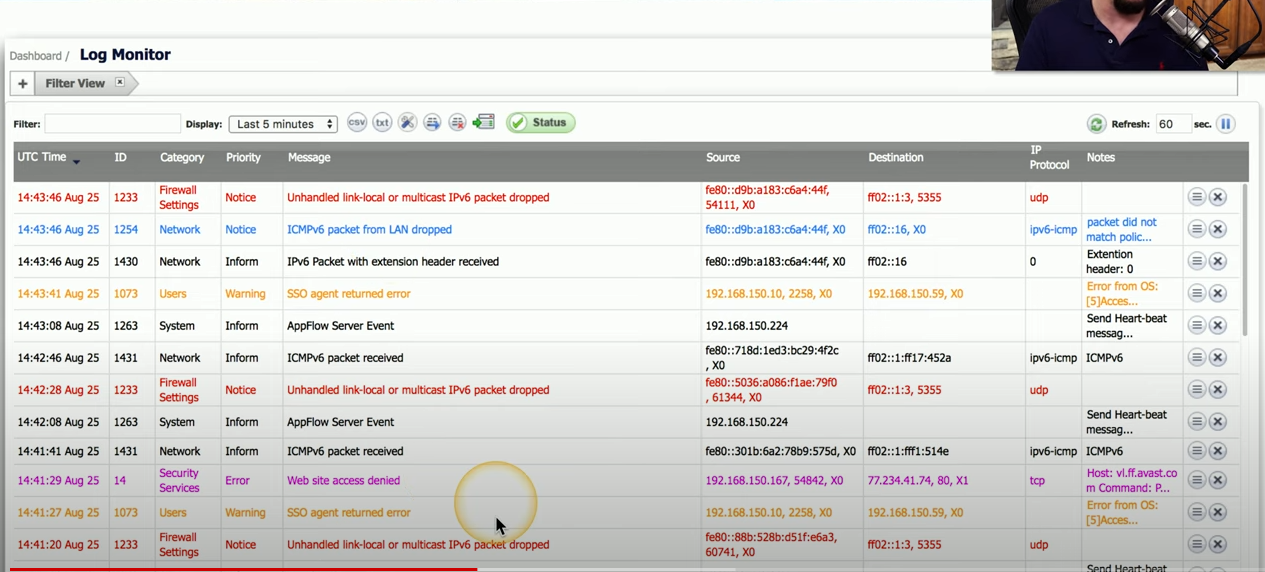 Dashboard / Log Monitor
+ Filter View x
Filter: Display: Last 5 minutes csv txt Status Refresh: 60 sec.
UTC Time ID Category Priority Message Source Destination IP Protocol Notes
14:43:46 Aug 25 1233 Firewall Settings Notice Unhandled link-local or multicast IPv6 packet dropped fe80::d9b:a183:c6a4:44f, 54111, X0 ff02::1:3, 5355 udp
14:43:46 Aug 25 1254 Network Notice ICMPv6 packet from LAN dropped fe80::d9b:a183:c6a4:44f, X0 ff02::16, X0 ipv6-icmp packet did not match polic...
14:43:46 Aug 25 1430 Network Inform IPv6 Packet with extension header received fe80::d9b:a183:c6a4:44f, X0 ff02::16 0 Extention header: 0
14:43:41 Aug 25 1073 Users Warning SSO agent returned error 192.168.150.10, 2258, X0 192.168.150.59, X0 Error from OS: [5]Acces...
14:43:08 Aug 25 1263 System Inform AppFlow Server Event 192.168.150.224 Send Heart-beat messag...
14:42:46 Aug 25 1431 Network Inform ICMPv6 packet received fe80::718d:1ed3:bc29:4f2c , X0 ff02::1:ff17:452a ipv6-icmp ICMPv6
14:42:28 Aug 25 1233 Firewall Settings Notice Unhandled link-local or multicast IPv6 packet dropped fe80::5036:a086:f1ae:79f0 , 61344, X0 ff02::1:3, 5355 udp
14:42:08 Aug 25 1263 System Inform AppFlow Server Event 192.168.150.224 Send Heart-beat messag...
14:41:41 Aug 25 1431 Network Inform ICMPv6 packet received fe80::301b:6a2:78b9:575d, X0 ff02::1:fff1:514e ipv6-icmp ICMPv6
14:41:29 Aug 25 14 Security Services Error Web site access denied 192.168.150.167, 54842, X0 77.234.41.74, 80, X1 tcp Host: vl.ff.avast.co m Command: P...
14:41:27 Aug 25 1073 Users Warning SSO agent returned error 192.168.150.10, 2258, X0 192.168.150.59, X0 Error from OS: [5]Acces...
14:41:20 Aug 25 1233 Firewall Settings Notice Unhandled link-local or multicast IPv6 packet dropped fe80::88b:528b:d51f:e6a3, 60741, X0 ff02::1:3, 5355 udp
Send Heart-beat